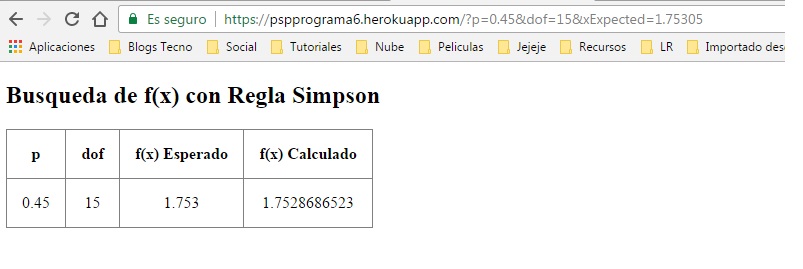 Es seguro https://pspprograma6.herokuapp.com/?p=0.45&dof=15&xExpected=1.75305
Aplicaciones Blogs Tecno Social Tutoriales Nube Peliculas Jejeje Recursos LR Importado des
Busqueda de f(x) con Regla Simpson
p dof f(x) Esperado f(x) Calculado
0.45 15 1.753 1.7528686523